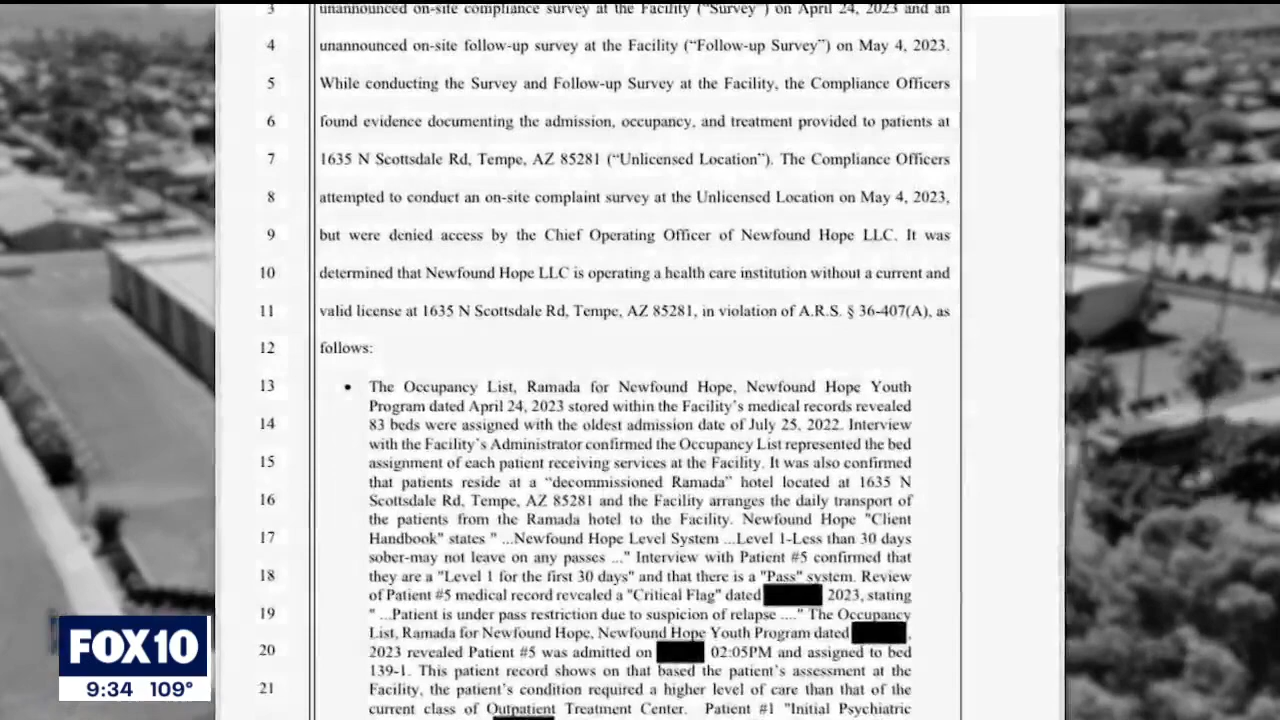 3 unannounced on-site compliance survey at the Facility (“Survey”) on April 24, 2023 and an
4 unannounced on-site follow-up survey at the Facility (“Follow-up Survey”) on May 4, 2023.
5 While conducting the Survey and Follow-up Survey at the Facility, the Compliance Officers
6 found evidence documenting the admission, occupancy, and treatment provided to patients at
7 1635 N Scottsdale Rd, Tempe, AZ 85281 (“Unlicensed Location”). The Compliance Officers
8 attempted to conduct an on-site complaint survey at the Unlicensed Location on May 4, 2023,
9 but were denied access by the Chief Operating Officer of Newfound Hope LLC. It was
10 determined that Newfound Hope LLC is operating a health care institution without a current and
11 valid license at 1635 N Scottsdale Rd, Tempe, AZ 85281, in violation of A.R.S. § 36-407(A), as
12 follows:
13 • The Occupancy List, Ramada for Newfound Hope, Newfound Hope Youth
Program dated April 24, 2023 stored within the Facility’s medical records revealed
14 83 beds were assigned with the oldest admission date of July 25, 2022. Interview
with the Facility’s Administrator confirmed the Occupancy List represented the bed
15 assignment of each patient receiving services at the Facility. It was also confirmed
that patients reside at a “decommissioned Ramada” hotel located at 1635 N
16 Scottsdale Rd, Tempe, AZ 85281 and the Facility arranges the daily transport of
the patients from the Ramada hotel to the Facility. Newfound Hope "Client
17 Handbook" states " ...Newfound Hope Level System ...Level 1-Less than 30 days
sober-may not leave on any passes ..." Interview with Patient #5 confirmed that
18 they are a "Level 1 for the first 30 days" and that there is a "Pass" system. Review
of Patient #5 medical record revealed a "Critical Flag" dated 2023, stating
19 " ...Patient is under pass restriction due to suspicion of relapse ...." The Occupancy
List, Ramada for Newfound Hope, Newfound Hope Youth Program dated ,
20 2023 revealed Patient #5 was admitted on 02:05PM and assigned to bed
139-1. This patient record shows on that based the patient’s assessment at the
21 Facility, the patient’s condition required a higher level of care than that of the
current class of Outpatient Treatment Center. Patient #1 "Initial Psychiatric
FOX10
9:34 109°